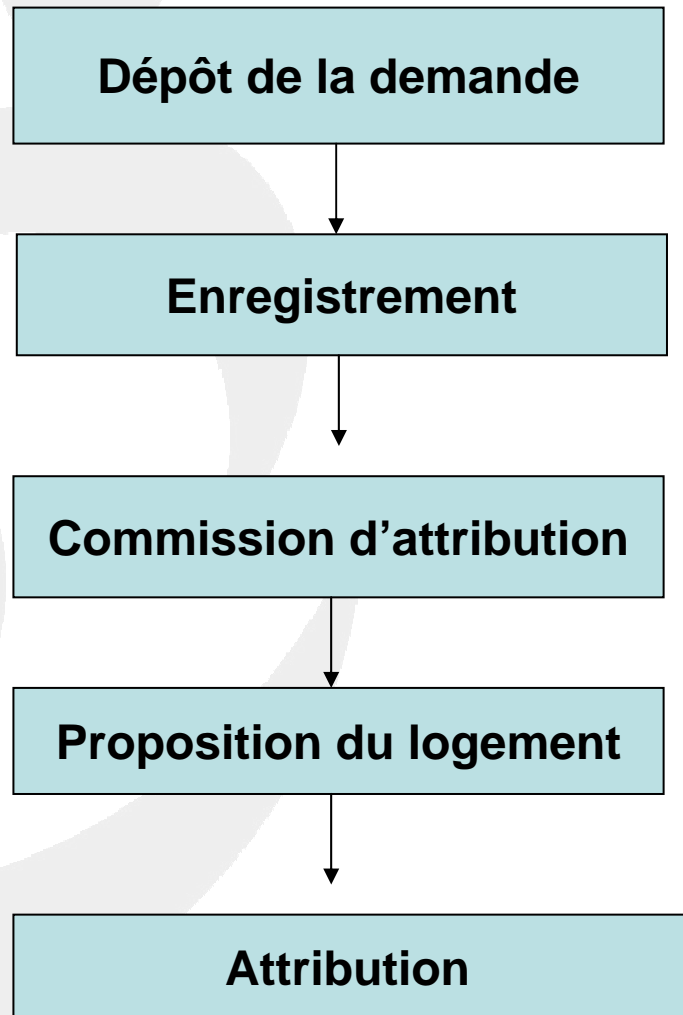 Dépôt de la demande
Enregistrement
Commission d'attribution
Proposition du logement
Attribution